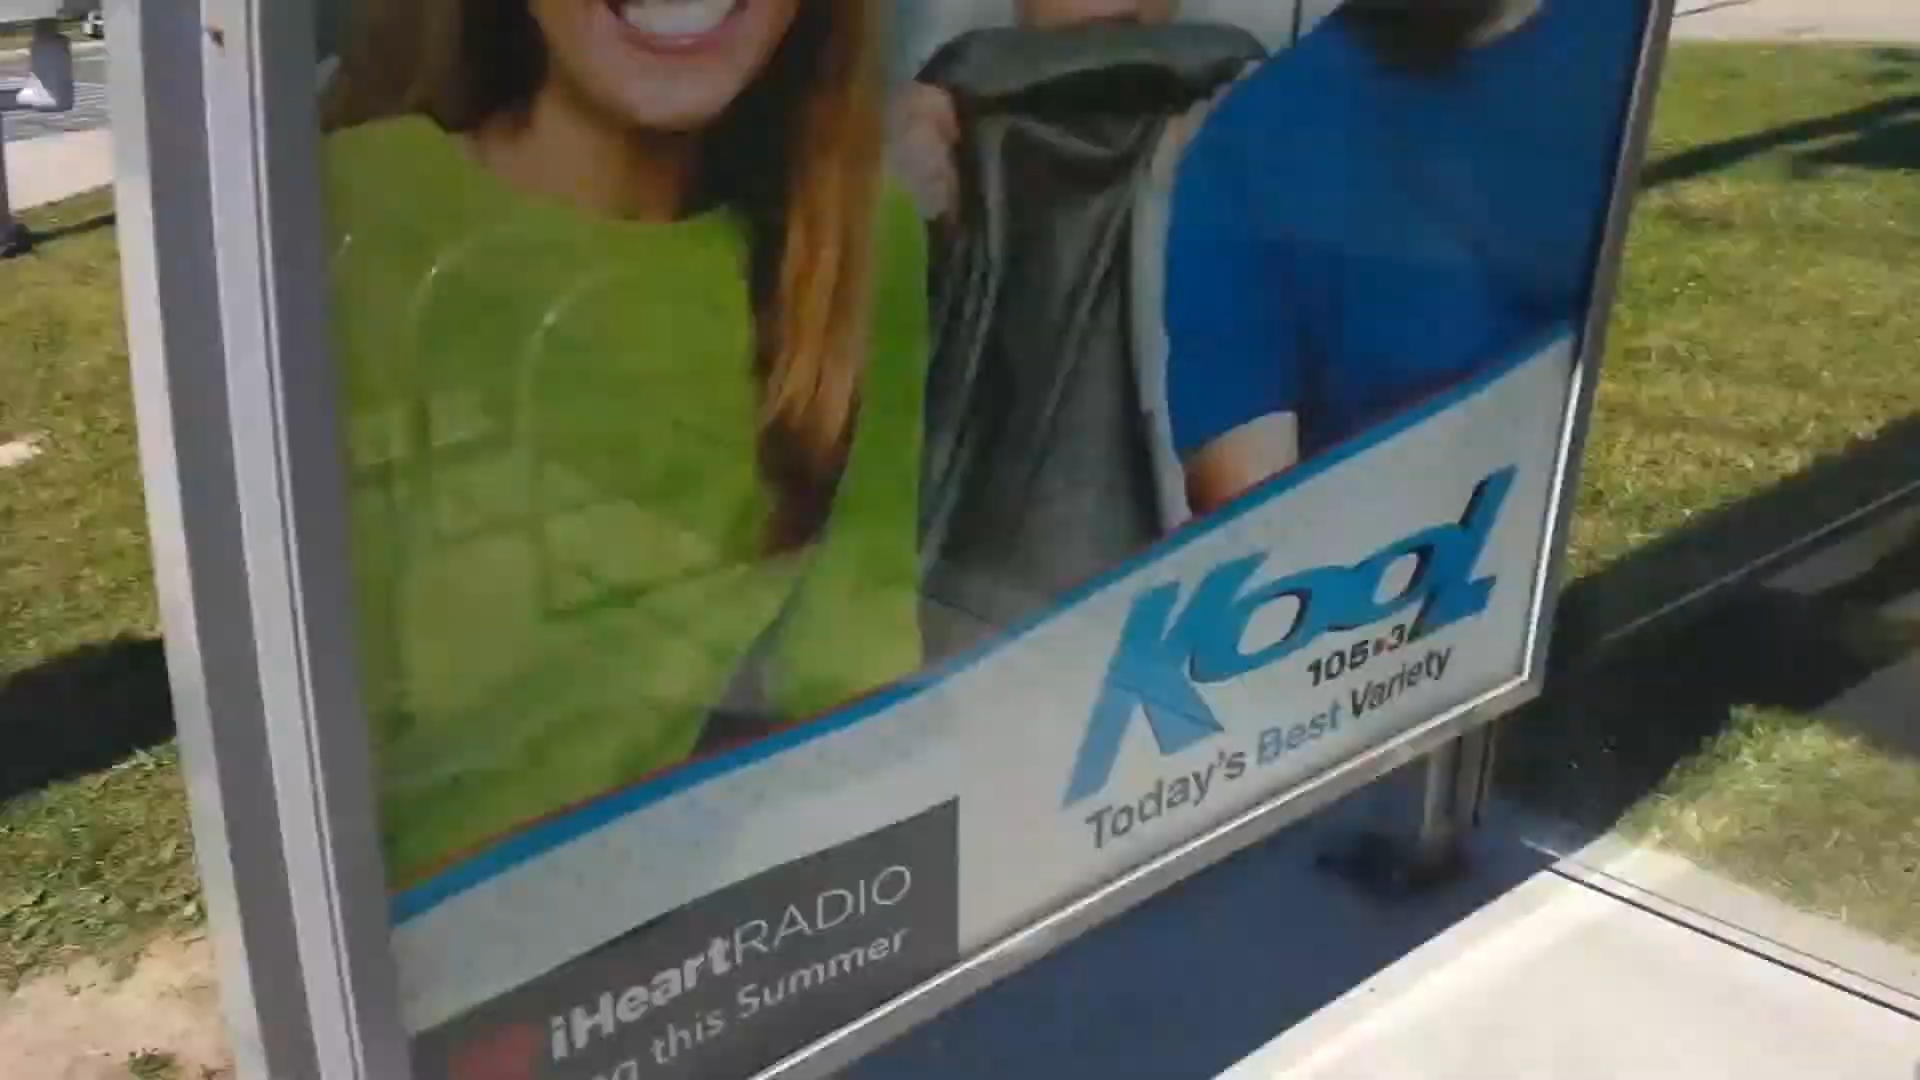 Kool
105.3
Today's Best Variety
iHeartRADIO
this Summer